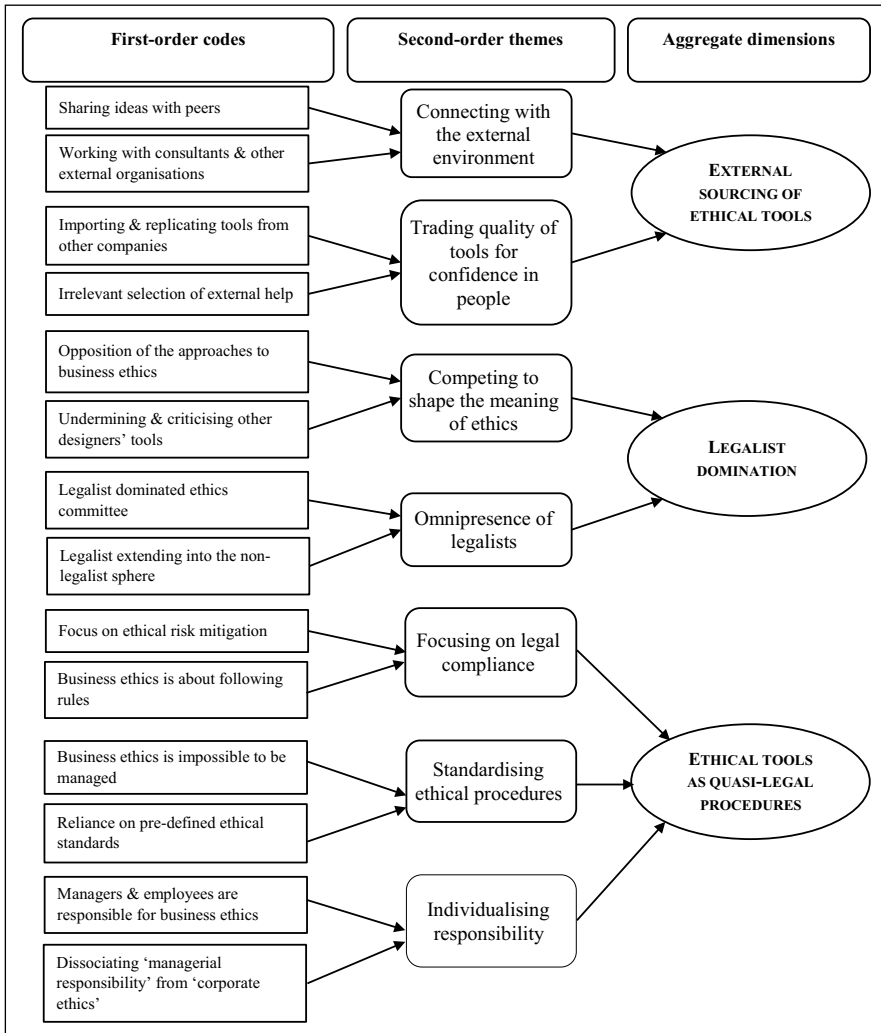 First-order codes
Second-order themes
Aggregate dimensions
Sharing ideas with peers
Working with consultants & other
external organisations
Connecting with
the external
environment
Importing & replicating tools from
other companies
Irrelevant selection of external help
Trading quality of
tools for
confidence in
people
EXTERNAL
SOURCING OF
ETHICAL TOOLS
Opposition of the approaches to
business ethics
Undermining & criticising other
designers’ tools
Competing to
shape the meaning
of ethics
Legalist dominated ethics
committee
Legalist extending into the non-
legalist sphere
Omnipresence of
legalists
LEGALIST
DOMINATION
Focus on ethical risk mitigation
Business ethics is about following
rules
Focusing on legal
compliance
Business ethics is impossible to be
managed
Reliance on pre-defined ethical
standards
Standardising
ethical procedures
Managers & employees are
responsible for business ethics
Dissociating ‘managerial
responsibility’ from ‘corporate
ethics’
Individualising
responsibility
ETHICAL TOOLS
AS QUASI-LEGAL
PROCEDURES